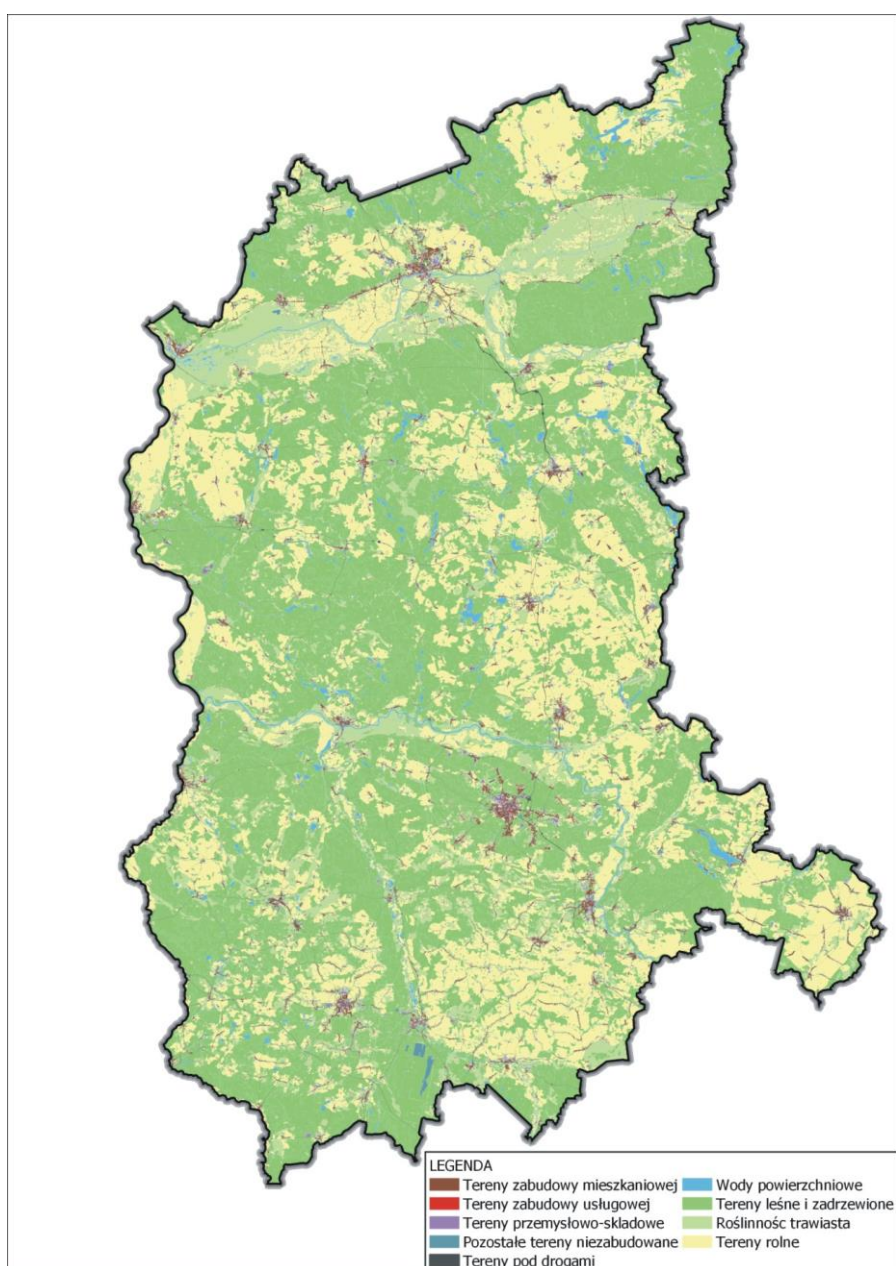 LEGENDA
Tereny zabudowy mieszkaniowej
Tereny zabudowy usługowej
Tereny przemysłowo-składowe
Pozostałe tereny niezabudowane
Tereny pod drogami
Wody powierzchniowe
Tereny leśne i zadrzewione
Roślinnośc trawiasta
Tereny rolne